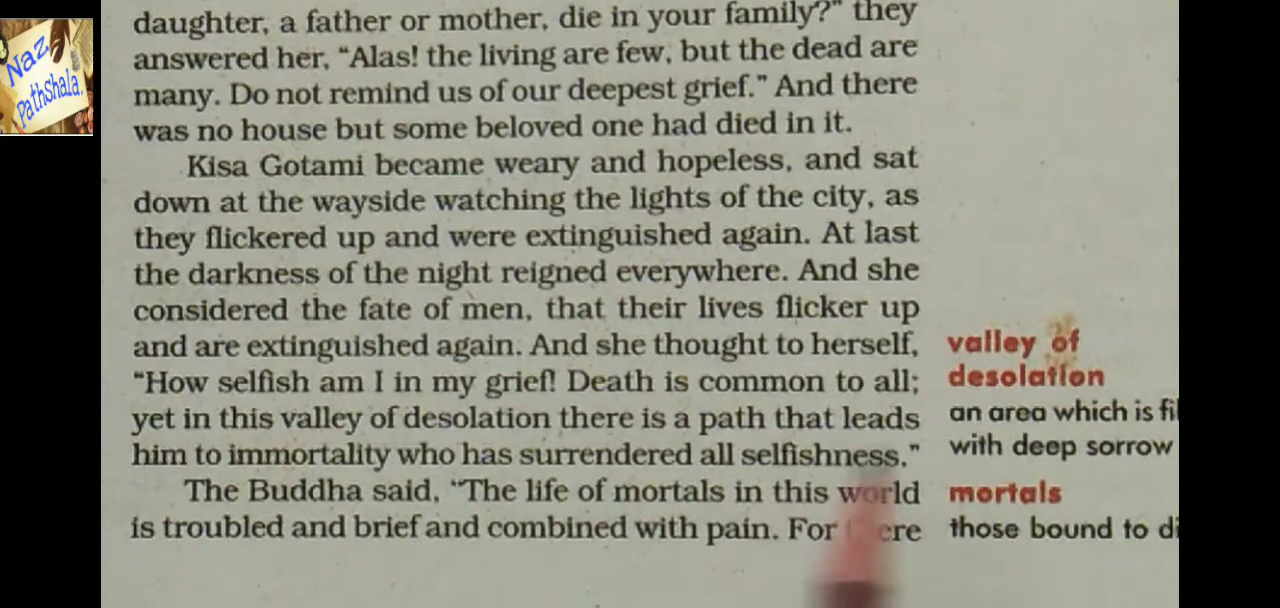 Naz
Pathshala.
daughter, a father or mother, die in your family?" they
answered her, "Alas! the living are few, but the dead are
many. Do not remind us of our deepest grief." And there
was no house but some beloved one had died in it.
Kisa Gotami became weary and hopeless, and sat
down at the wayside watching the lights of the city, as
they flickered up and were extinguished again. At last
the darkness of the night reigned everywhere. And she
considered the fate of men, that their lives flicker up
and are extinguished again. And she thought to herself,
"How selfish am I in my grief! Death is common to all;
yet in this valley of desolation there is a path that leads
him to immortality who has surrendered all selfishness."
The Buddha said, "The life of mortals in this world
is troubled and brief and combined with pain. For
valley of
desolation
an area which is
with deep sorrow
mortals
those bound to